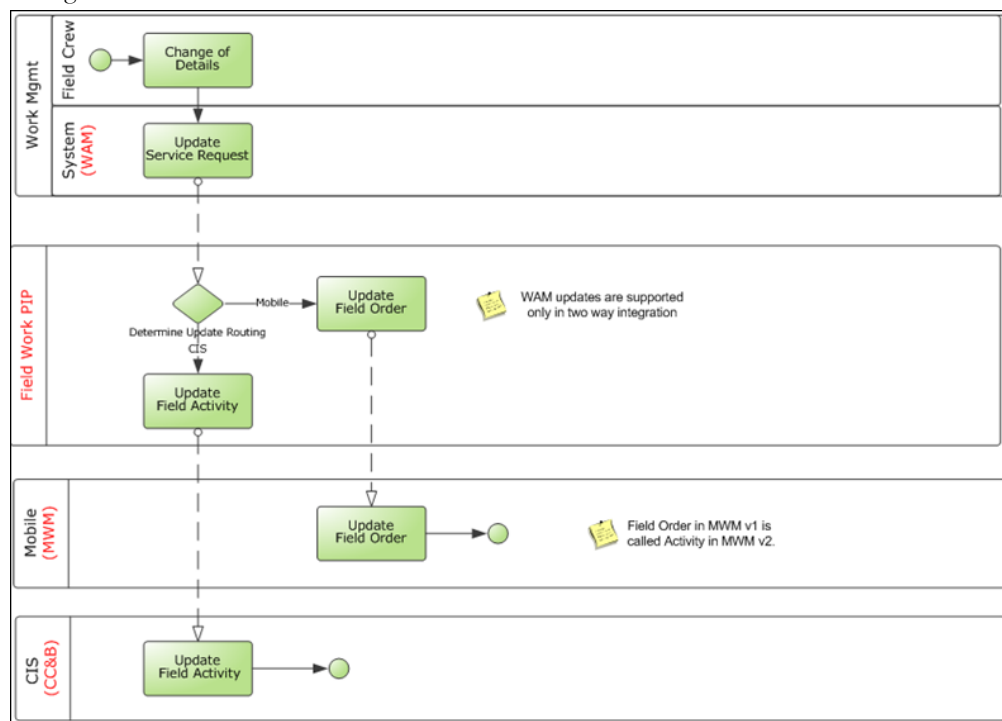 Work Mgmt
Field Crew
Change of
Details
System
(WAM)
Update
Service Request
Field Work PIP
Mobile
Update
Field Order
WAM updates are supported
only in two way integration
Determine Update Routing
CIS
Update
Field Activity
Mobile
(MWM)
Update
Field Order
Field Order in MWM v1 is
called Activity in MWM v2.
CIS
(CC&B)
Update
Field Activity